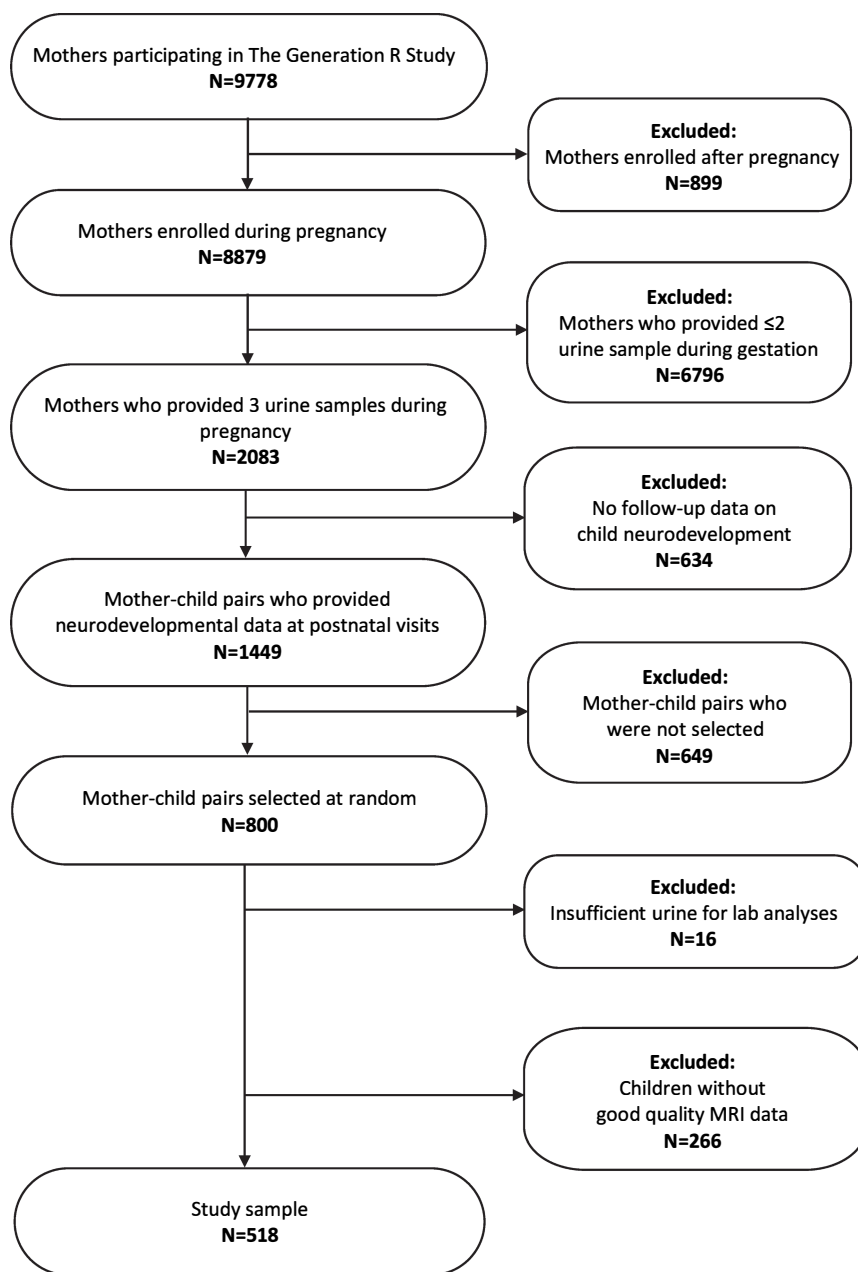 Mothers participating in The Generation R Study
N=9778
Excluded:
Mothers enrolled after pregnancy
N=899
Mothers enrolled during pregnancy
N=8879
Excluded:
Mothers who provided ≤2
urine sample during gestation
N=6796
Mothers who provided 3 urine samples during
pregnancy
N=2083
Excluded:
No follow-up data on
child neurodevelopment
N=634
Mother-child pairs who provided
neurodevelopmental data at postnatal visits
N=1449
Excluded:
Mother-child pairs who
were not selected
N=649
Mother-child pairs selected at random
N=800
Excluded:
Insufficient urine for lab analyses
N=16
Excluded:
Children without
good quality MRI data
N=266
Study sample
N=518